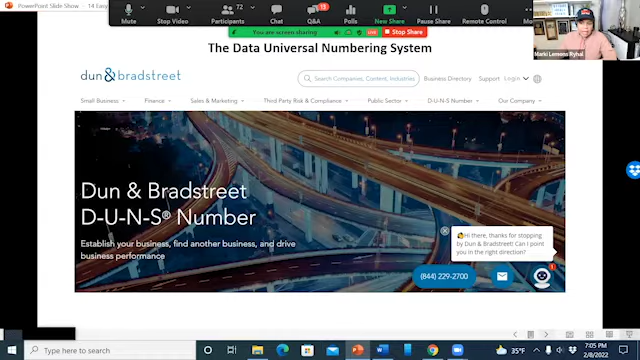 PowerPoint Slide Show - 14 Easy
Mute
Stop Video
72
Participants
Chat
Q&A
Polls
New Share
Pause Share
Remote Control
More
You are screen sharing
LIVE
Stop Share
Marki Lemons Ryhal
The Data Universal Numbering System
dun & bradstreet
Search Companies, Content, Industries
Business Directory
Support
Login
Small Business
Finance
Sales & Marketing
Third Party Risk & Compliance
Public Sector
D-U-N-S Number
Our Company
Dun & Bradstreet
D-U-N-S® Number
Establish your business, find another business, and drive
business performance
Hi there, thanks for stopping
by Dun & Bradstreet! Can I point
you in the right direction?
(844) 229-2700
1
Type here to search
35°F
7:05 PM
2/8/2022